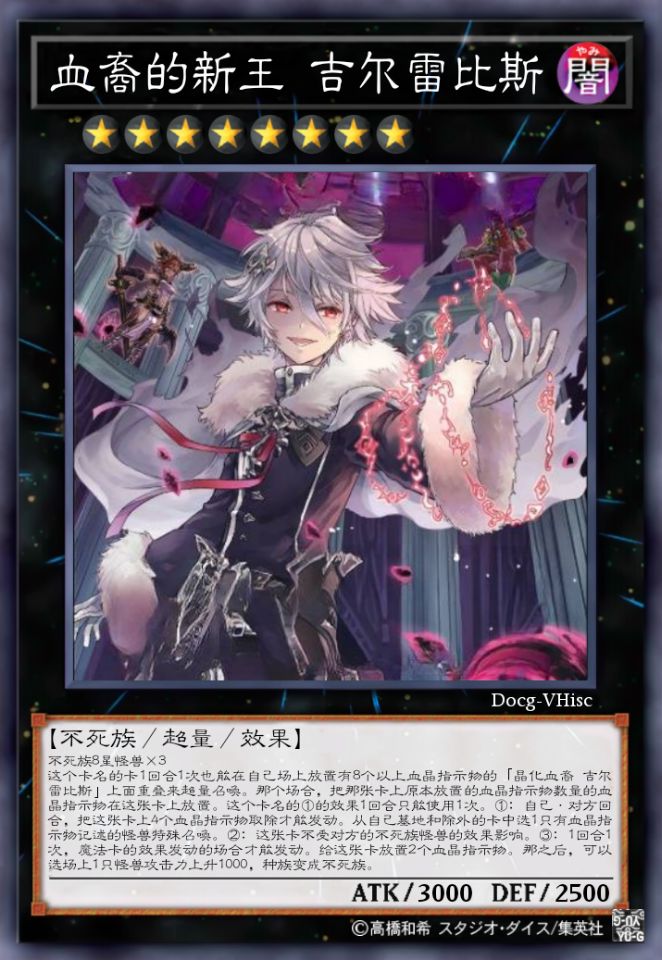 血裔的新王 吉尔雷比斯
やみ
闇
Docg-VHisc
【不死族／超量／效果】
不死族8星怪兽×3
这个卡名的卡1回合1次也能在自己场上放置有8个以上血晶指示物的「晶化血裔 吉尔
雷比斯」上面重叠来超量召唤。那个场合，把那张卡上原本放置的血晶指示物数量的血
晶指示物在这张卡上放置。这个卡名的①的效果1回合只能使用1次。①：自己·对方回
合，把这张卡上4个血晶指示物取除才能发动。从自己墓地和除外的卡中选1只有血晶指
示物记述的怪兽特殊召唤。②：这张卡不受对方的不死族怪兽的效果影响。③：1回合1
次，魔法卡的效果发动的场合才能发动。给这张卡放置2个血晶指示物。那之后，可以
选场上1只怪兽攻击力上升1000，种族变成不死族。
ATK/3000 DEF/2500
©高橋和希 スタジオ・ダイス/集英社
YU-G